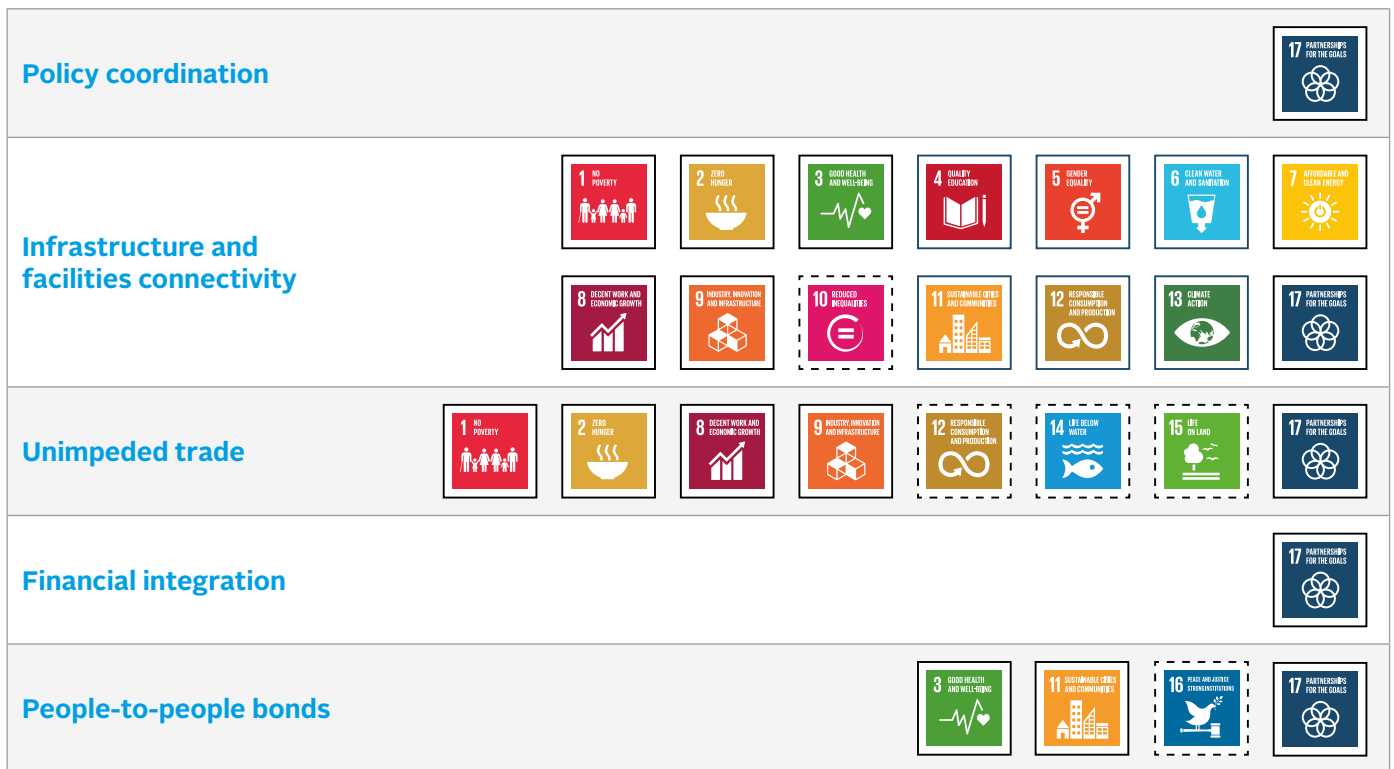 Policy coordination
17 PARTNERSHIPS
FOR THE GOALS
Infrastructure and
facilities connectivity
1 NO
POVERTY
2 ZERO
HUNGER
3 GOOD HEALTH
AND WELL-BEING
4 QUALITY
EDUCATION
5 GENDER
EQUALITY
6 CLEAN WATER
AND SANITATION
7 AFFORDABLE AND
CLEAN ENERGY
8 DECENT WORK AND
ECONOMIC GROWTH
9 INDUSTRY, INNOVATION
AND INFRASTRUCTURE
10 REDUCED
INEQUALITIES
11 SUSTAINABLE CITIES
AND COMMUNITIES
12 RESPONSIBLE
CONSUMPTION
AND PRODUCTION
13 CLIMATE
ACTION
17 PARTNERSHIPS
FOR THE GOALS
Unimpeded trade
1 NO
POVERTY
2 ZERO
HUNGER
8 DECENT WORK AND
ECONOMIC GROWTH
9 INDUSTRY, INNOVATION
AND INFRASTRUCTURE
12 RESPONSIBLE
CONSUMPTION
AND PRODUCTION
14 LIFE BELOW
WATER
15 LIFE
ON LAND
17 PARTNERSHIPS
FOR THE GOALS
Financial integration
17 PARTNERSHIPS
FOR THE GOALS
People-to-people bonds
3 GOOD HEALTH
AND WELL-BEING
11 SUSTAINABLE CITIES
AND COMMUNITIES
16 PEACE AND JUSTICE
STRONG INSTITUTIONS
17 PARTNERSHIPS
FOR THE GOALS